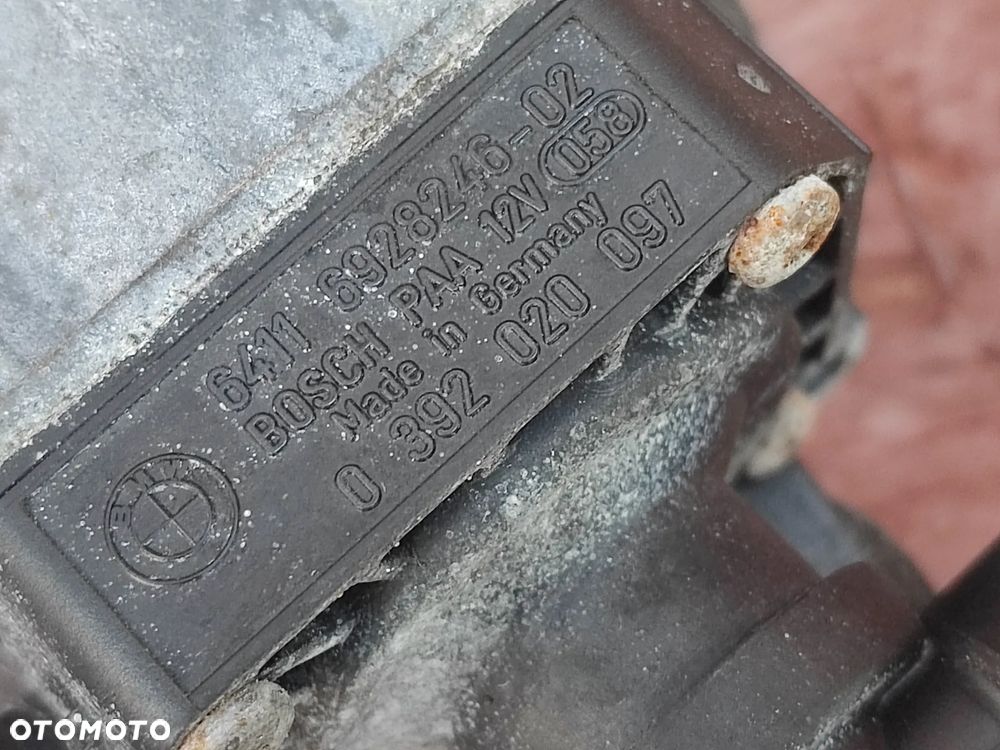 6411 6928246-02
BOSCH PAA 12V 058
Made in Germany
0 392 020 097
BMW
OTOMOTO